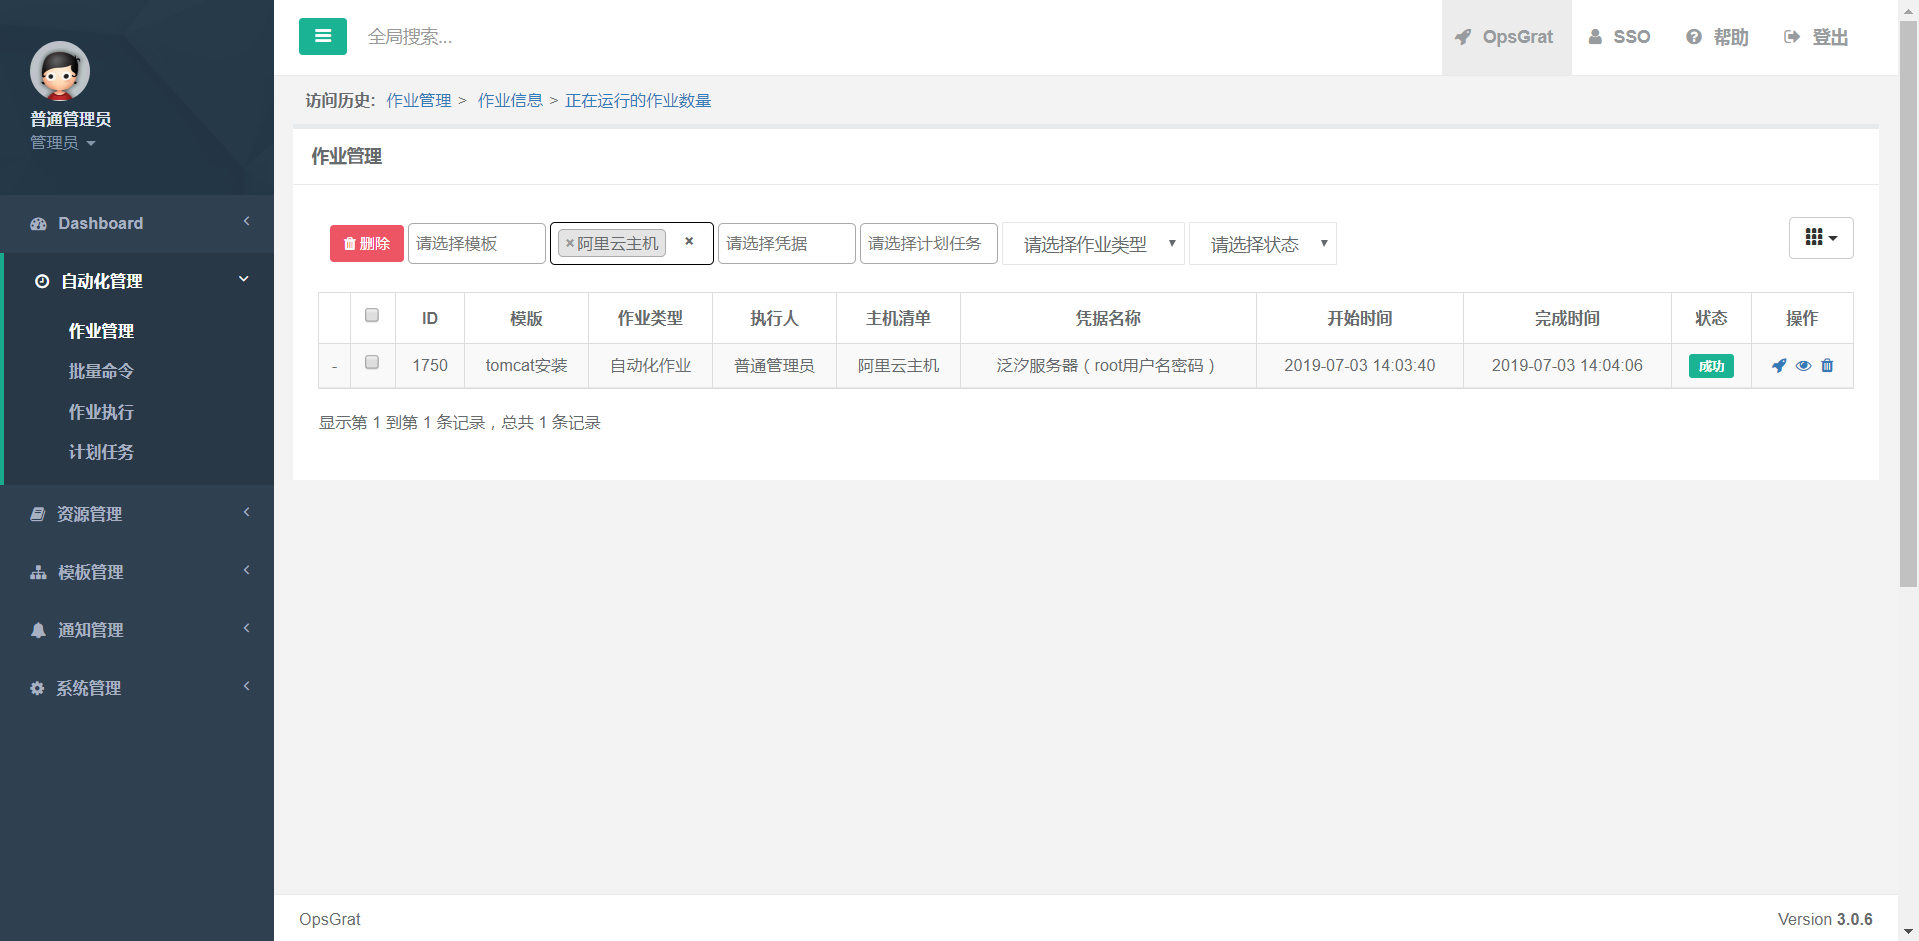 全局搜索...
OpsGrat
SSO
帮助
登出
普通管理员
管理员
Dashboard
自动化管理
作业管理
批量命令
作业执行
计划任务
资源管理
模板管理
通知管理
系统管理
访问历史: 作业管理 > 作业信息 > 正在运行的作业数量
作业管理
删除 请选择模板 ×阿里云主机 × 请选择凭据 请选择计划任务 请选择作业类型 请选择状态
ID 模版 作业类型 执行人 主机清单 凭据名称 开始时间 完成时间 状态 操作
- 1750 tomcat安装 自动化作业 普通管理员 阿里云主机 泛汐服务器（root用户名密码） 2019-07-03 14:03:40 2019-07-03 14:04:06 成功
显示第 1 到第 1 条记录，总共 1 条记录
OpsGrat
Version 3.0.6